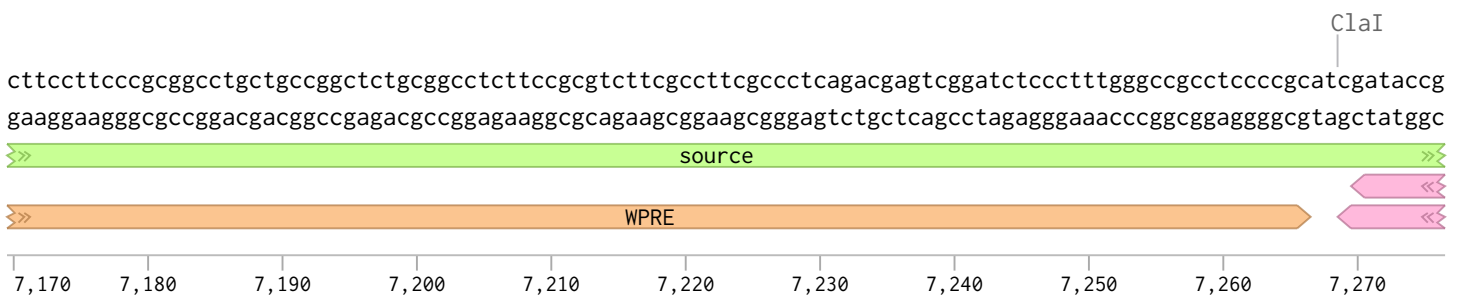 ClaI
cttccttcccgcggcctgctgccggctctgcggcctcttccgcgtcttcgccttcgccctcagacgagtcggatctccctttgggccgcctccccgcatcgataccg
gaaggaagggcgccggacgacggccgagacgccggagaaggcgcagaagcggaagcgggagtctgctcagcctagagggaaacccggcggaggggcgtagctatggc
source
WPRE
7,170 7,180 7,190 7,200 7,210 7,220 7,230 7,240 7,250 7,260 7,270